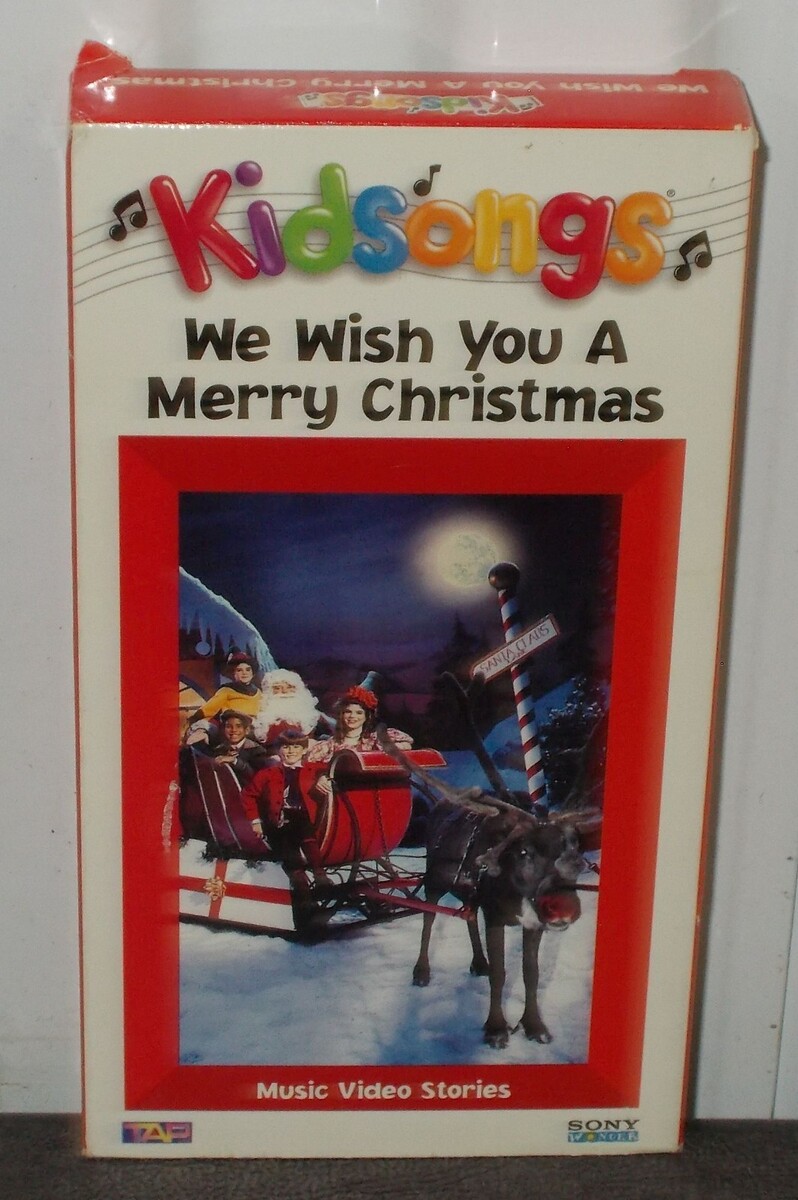 We Wish You A Merry Christmas
Kidsongs
Kidsongs®
We Wish You A
Merry Christmas
SANTA CLAUS
Music Video Stories
TAP
SONY
WONDER